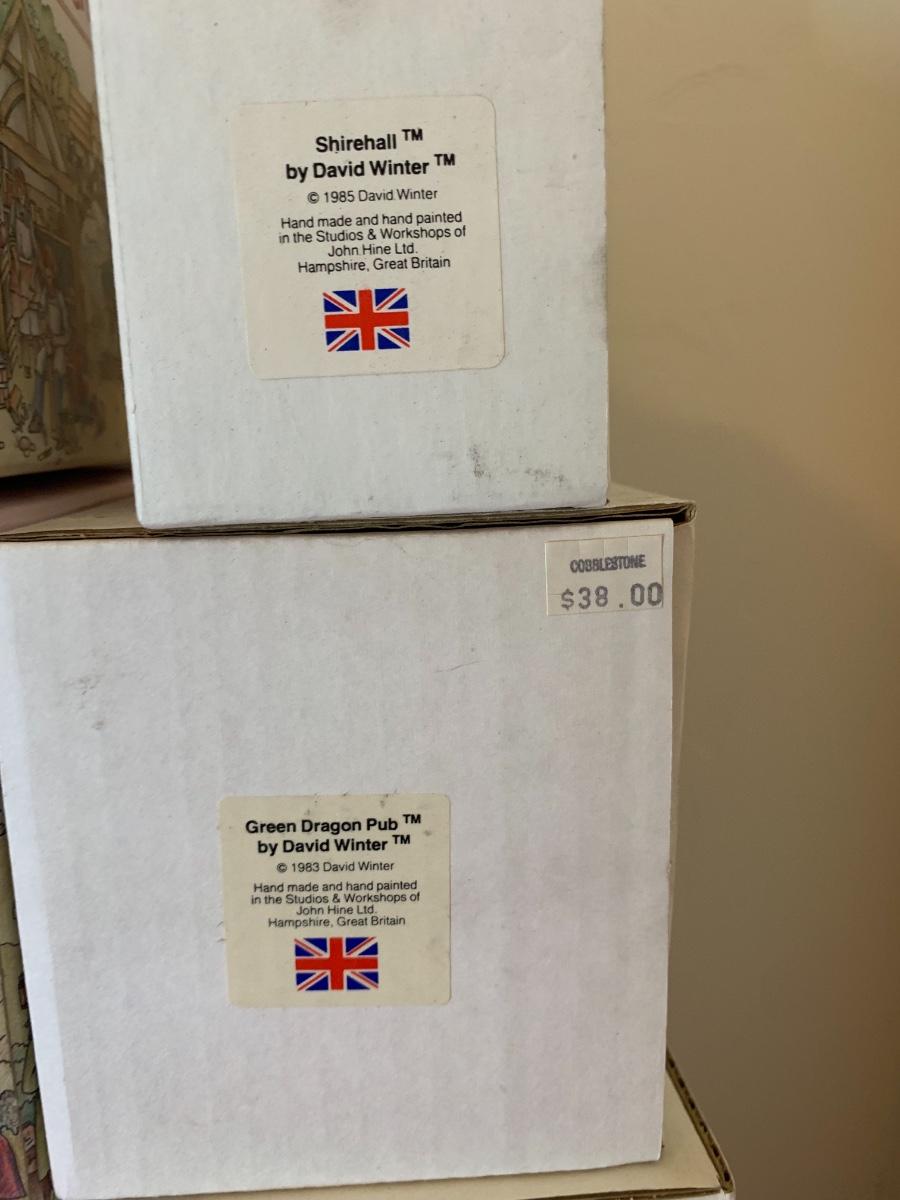 Shirehall ™
by David Winter ™
© 1985 David Winter
Hand made and hand painted
in the Studios & Workshops of
John Hine Ltd.
Hampshire, Great Britain
COBBLESTONE
$38.00
Green Dragon Pub ™
by David Winter ™
© 1983 David Winter
Hand made and hand painted
in the Studios & Workshops of
John Hine Ltd.
Hampshire, Great Britain